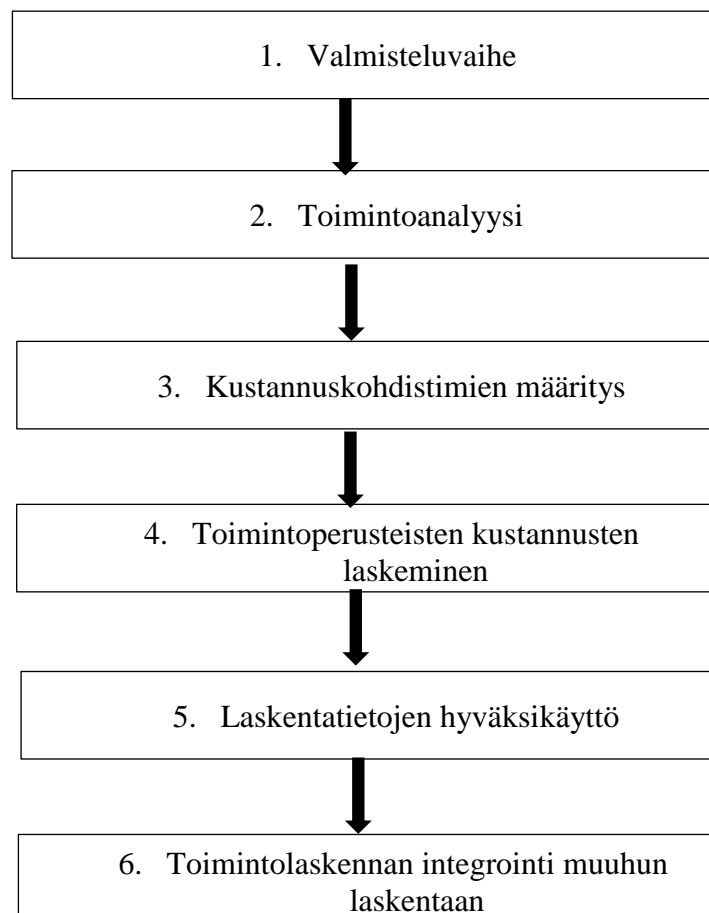 1. Valmisteluvaihe
2. Toimintoanalyysi
3. Kustannuskohdistimien määritys
4. Toimintoperusteisten kustannusten
laskeminen
5. Laskentatietojen hyväksikäyttö
6. Toimintolaskennan integrointi muuhun
laskentaan